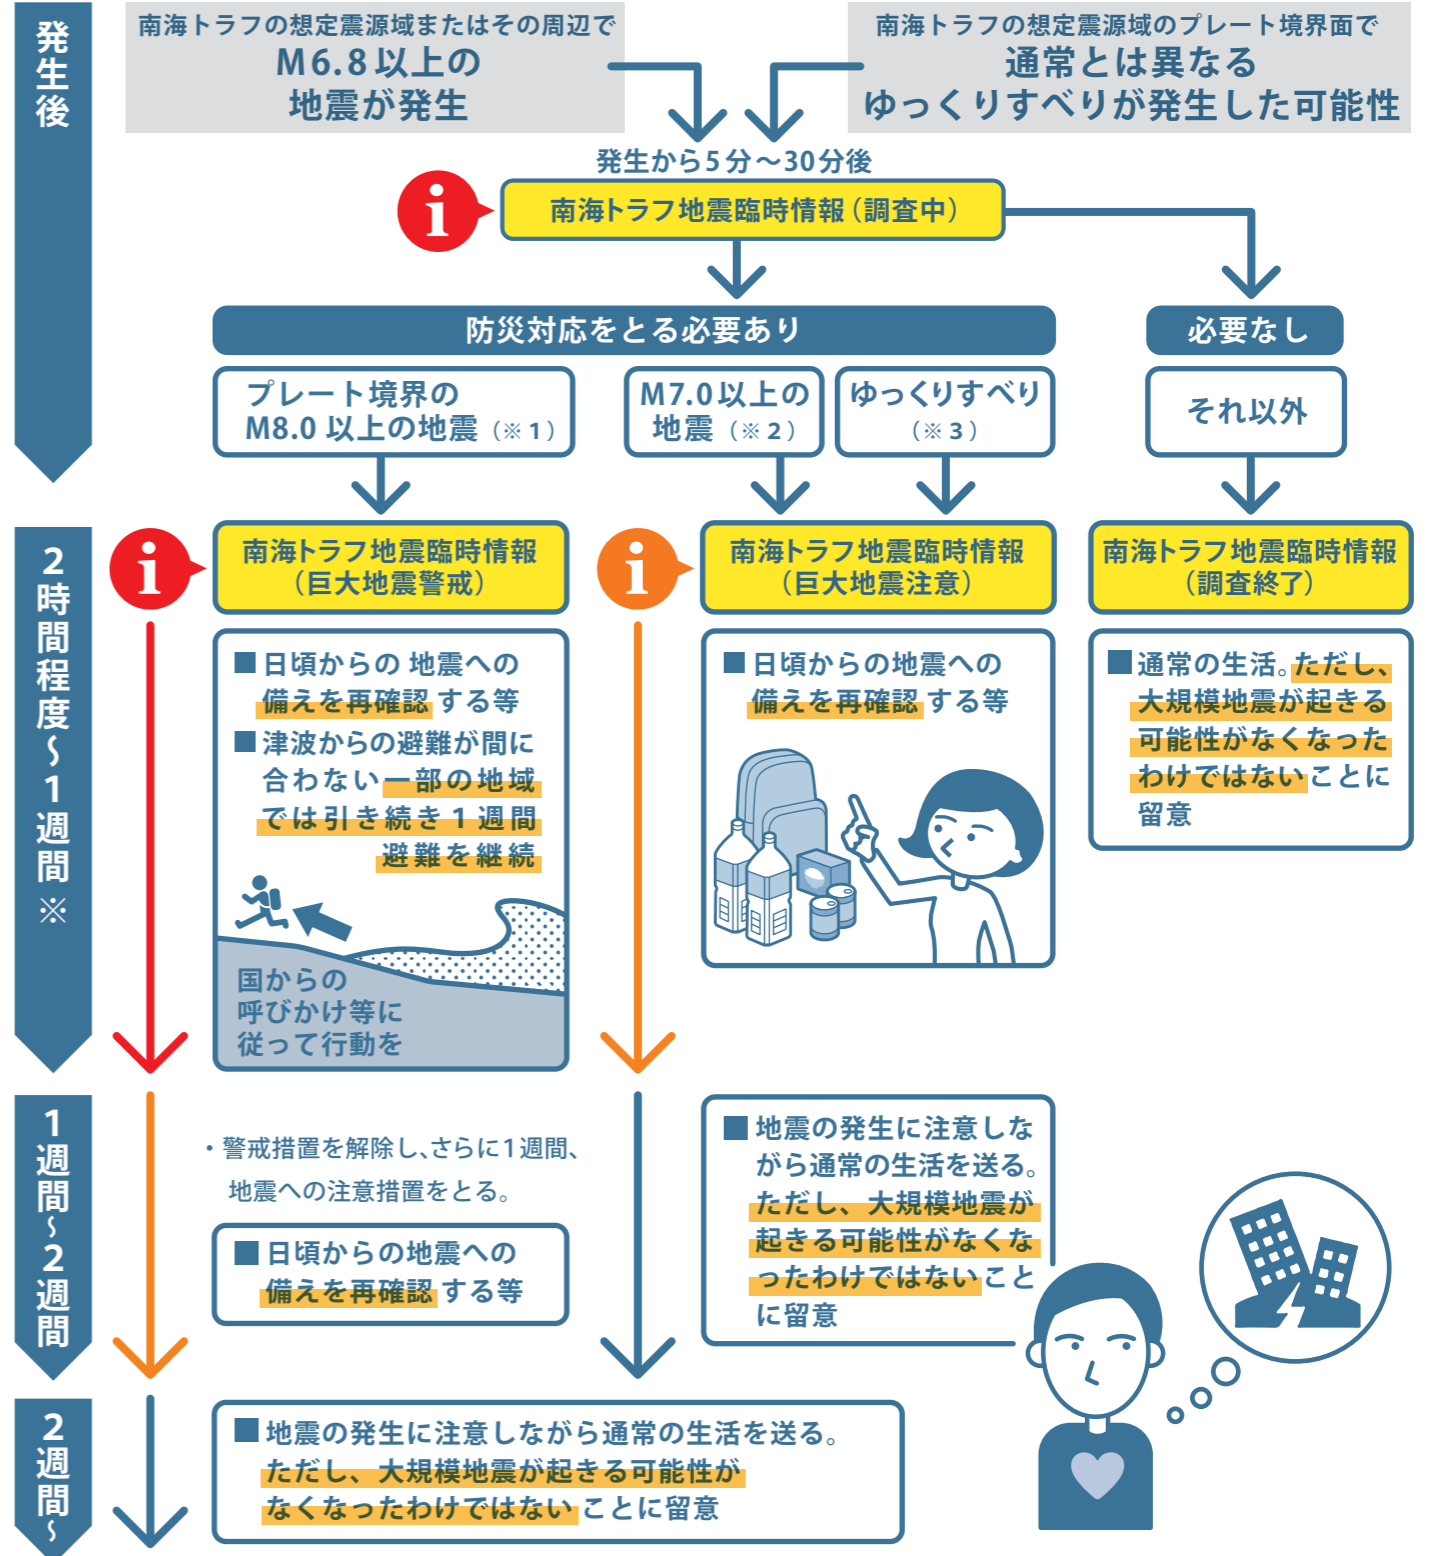 発生後
南海トラフの想定震源域またはその周辺で
M6.8以上の
地震が発生
南海トラフの想定震源域のプレート境界面で
通常とは異なる
ゆっくりすべりが発生した可能性
発生から5分～30分後
i
南海トラフ地震臨時情報（調査中）
防災対応をとる必要あり
必要なし
プレート境界の
M8.0 以上の地震（※1）
M7.0以上の
地震（※2）
ゆっくりすべり
（※3）
それ以外
2時間程度～1週間※
i
南海トラフ地震臨時情報
（巨大地震警戒）
i
南海トラフ地震臨時情報
（巨大地震注意）
南海トラフ地震臨時情報
（調査終了）
■日頃からの 地震への
備えを再確認 する等
■津波からの避難が間に
合わない一部の地域
では引き続き1週間
避難を継続
国からの
呼びかけ等に
従って行動を
■日頃からの地震への
備えを再確認 する等
■通常の生活。ただし、
大規模地震が起きる
可能性がなくなった
わけではないことに
留意
1週間～2週間
・警戒措置を解除し、さらに1週間、
地震への注意措置をとる。
■日頃からの地震への
備えを再確認 する等
■地震の発生に注意しな
がら通常の生活を送る。
ただし、大規模地震が
起きる可能性がなくな
ったわけではないこと
に留意
2週間～
■地震の発生に注意しながら通常の生活を送る。
ただし、大規模地震が起きる可能性が
なくなったわけではない ことに留意